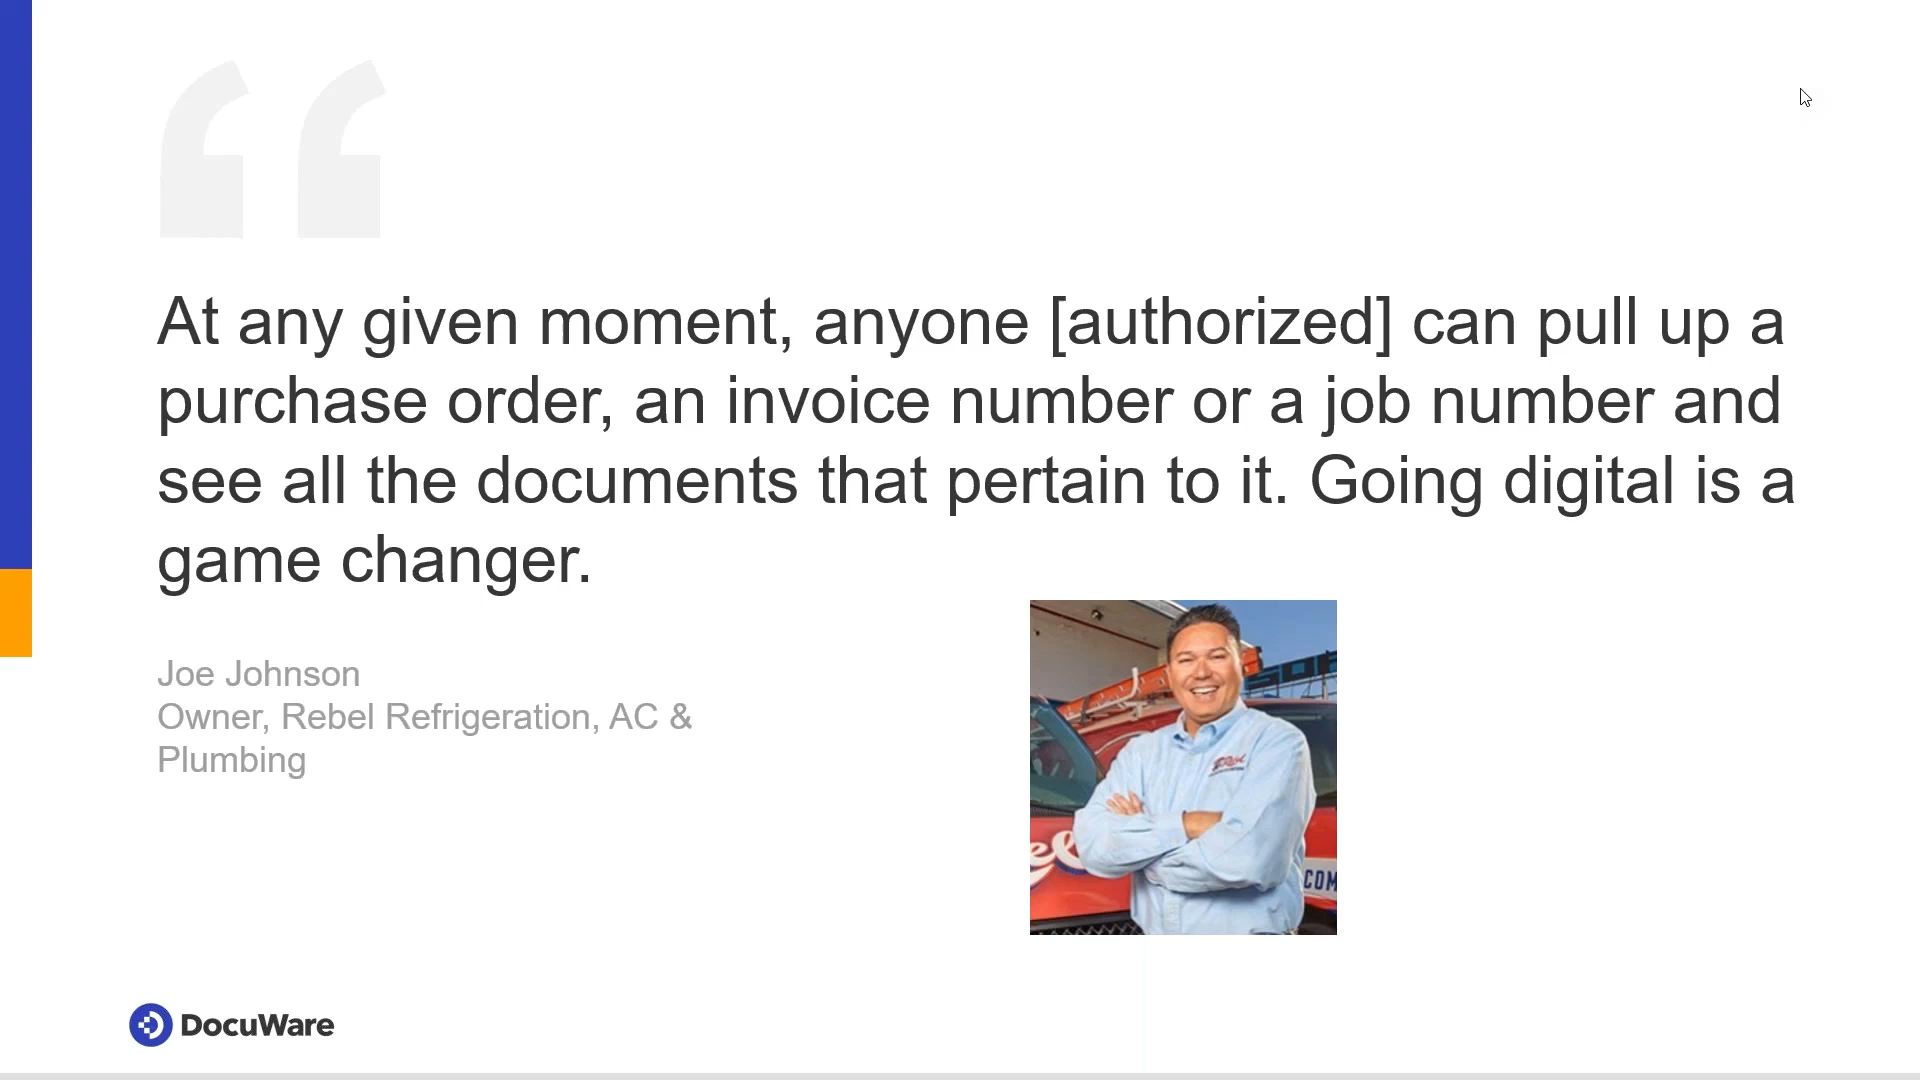 At any given moment, anyone [authorized] can pull up a
purchase order, an invoice number or a job number and
see all the documents that pertain to it. Going digital is a
game changer.
Joe Johnson
Owner, Rebel Refrigeration, AC &
Plumbing
COM
DocuWare